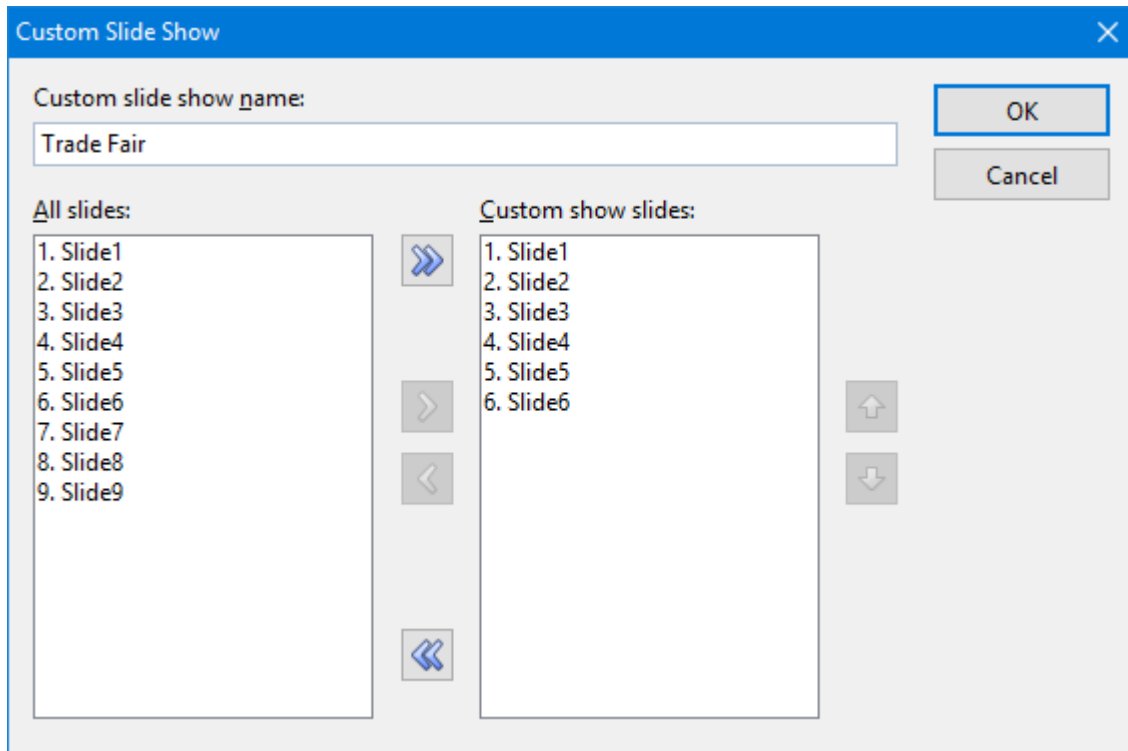 Custom Slide Show
Custom slide show name:
OK
Trade Fair
Cancel
All slides:
1. Slide1
2. Slide2
3. Slide3
4. Slide4
5. Slide5
6. Slide6
7. Slide7
8. Slide8
9. Slide9
Custom show slides:
1. Slide1
2. Slide2
3. Slide3
4. Slide4
5. Slide5
6. Slide6